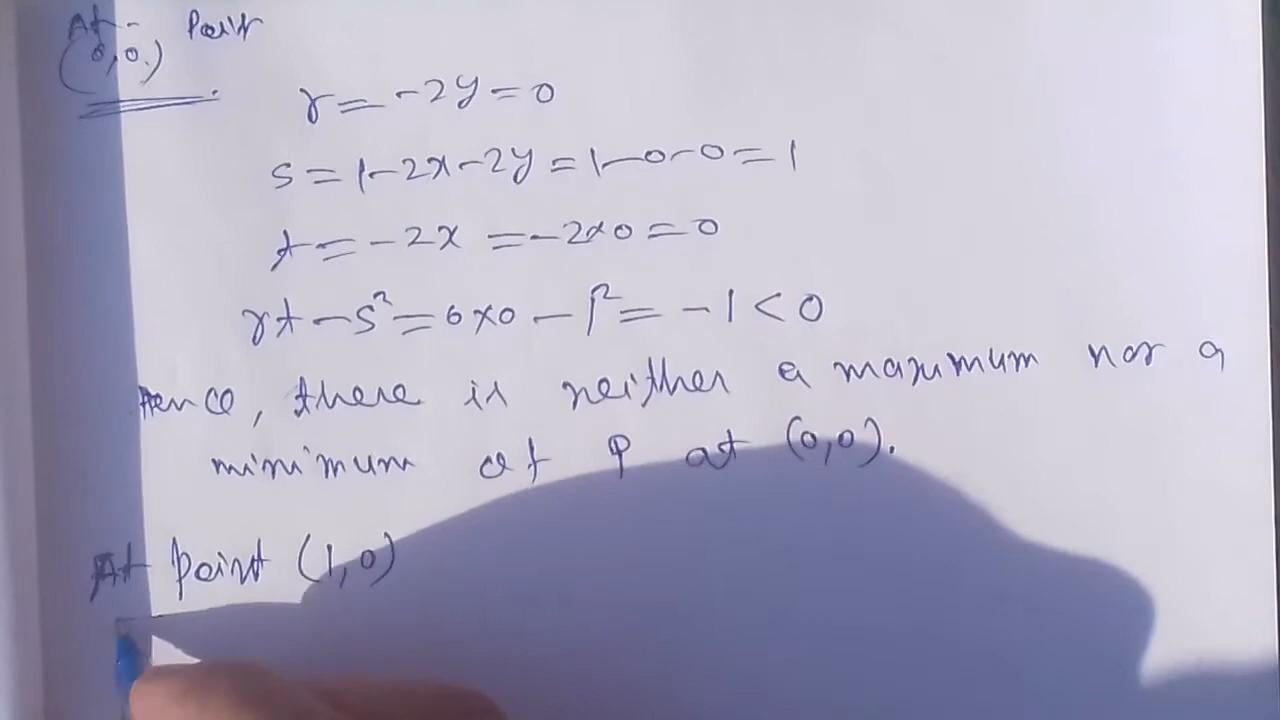 At - Point
(0,0)
r = -2y = 0
s = 1-2x-2y = 1-0-0 = 1
t = -2x = -2×0 = 0
rt - s² = 0×0 - 1² = -1 < 0
Hence, there is neither a maximum nor a
minimum of P at (0,0).
At point (1,0)